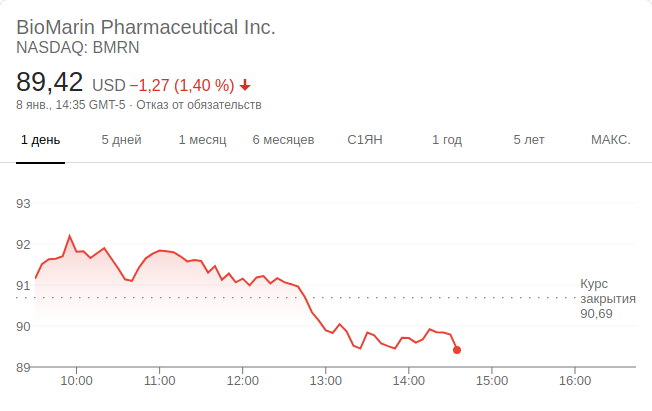 BioMarin Pharmaceutical Inc.
NASDAQ: BMRN
89,42 USD −1,27 (1,40 %)
8 янв., 14:35 GMT-5 · Отказ от обязательств
1 день 5 дней 1 месяц 6 месяцев С1ЯН 1 год 5 лет МАКС.
93
92
91
90
89
Курс
закрытия
90,69
10:00 11:00 12:00 13:00 14:00 15:00 16:00